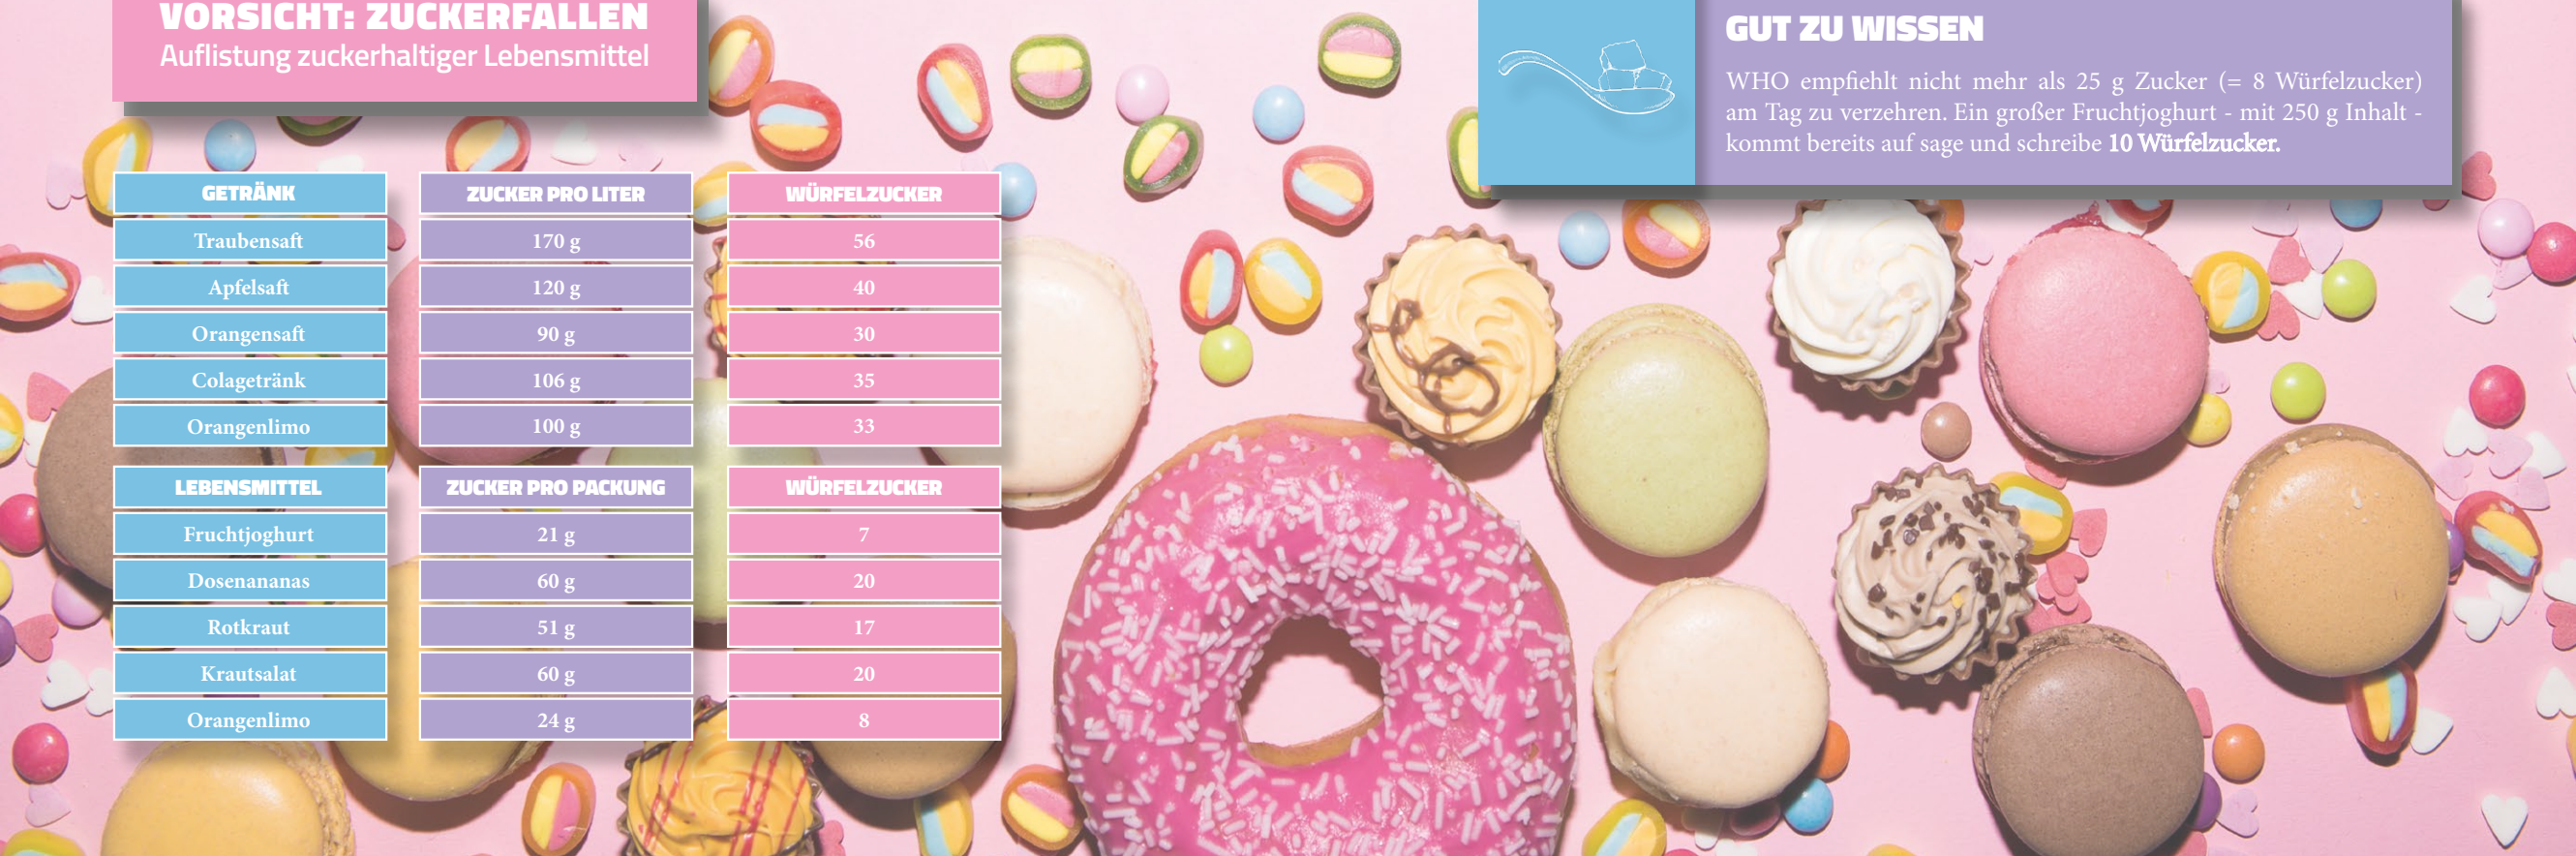 VORSICHT: ZUCKERFALLEN
Auflistung zuckerhaltiger Lebensmittel
GUT ZU WISSEN
WHO empfiehlt nicht mehr als 25 g Zucker (= 8 Würfelzucker)
am Tag zu verzehren. Ein großer Fruchtjoghurt - mit 250 g Inhalt -
kommt bereits auf sage und schreibe 10 Würfelzucker.
GETRÄNK ZUCKER PRO LITER WÜRFELZUCKER
Traubensaft 170 g 56
Apfelsaft 120 g 40
Orangensaft 90 g 30
Colagetränk 106 g 35
Orangenlimo 100 g 33
LEBENSMITTEL ZUCKER PRO PACKUNG WÜRFELZUCKER
Fruchtjoghurt 21 g 7
Dosenananas 60 g 20
Rotkraut 51 g 17
Krautsalat 60 g 20
Orangenlimo 24 g 8